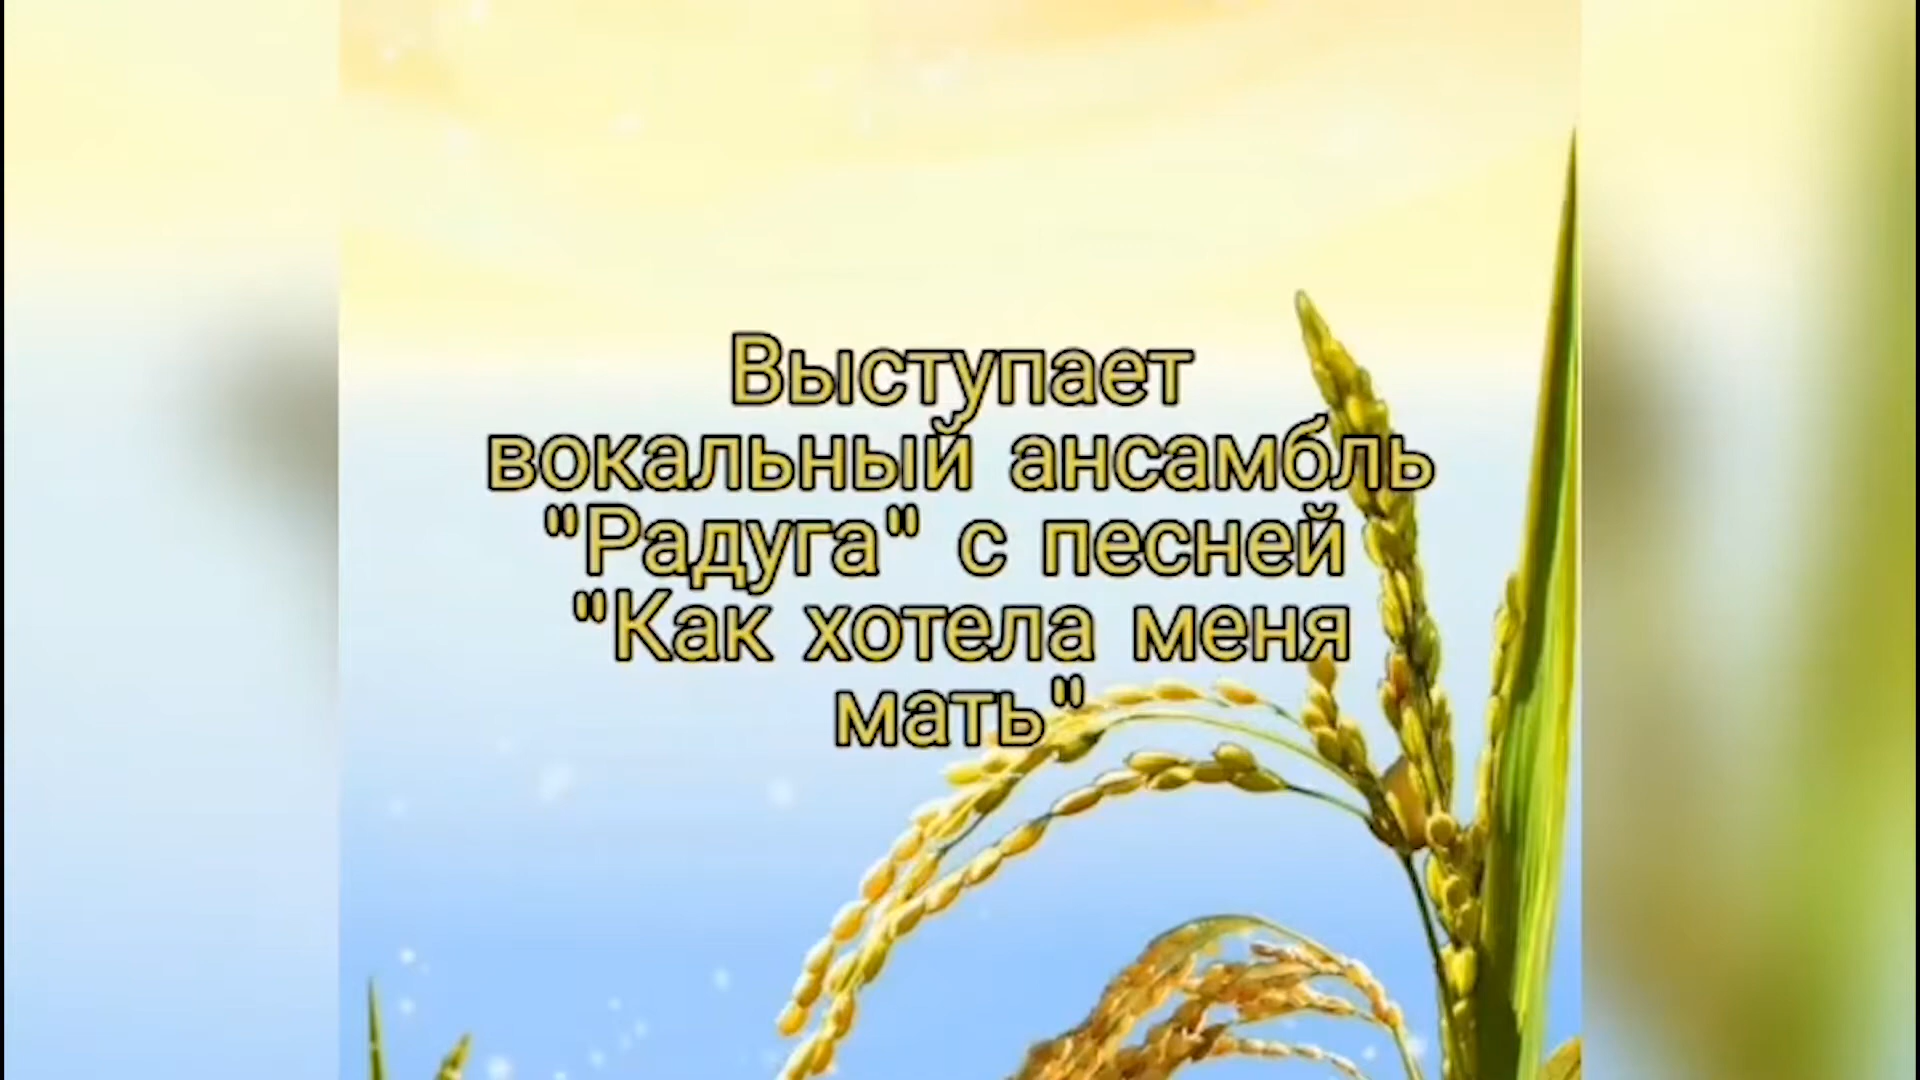 Выступает
вокальный ансамбль
"Радуга" с песней
"Как хотела меня
мать"